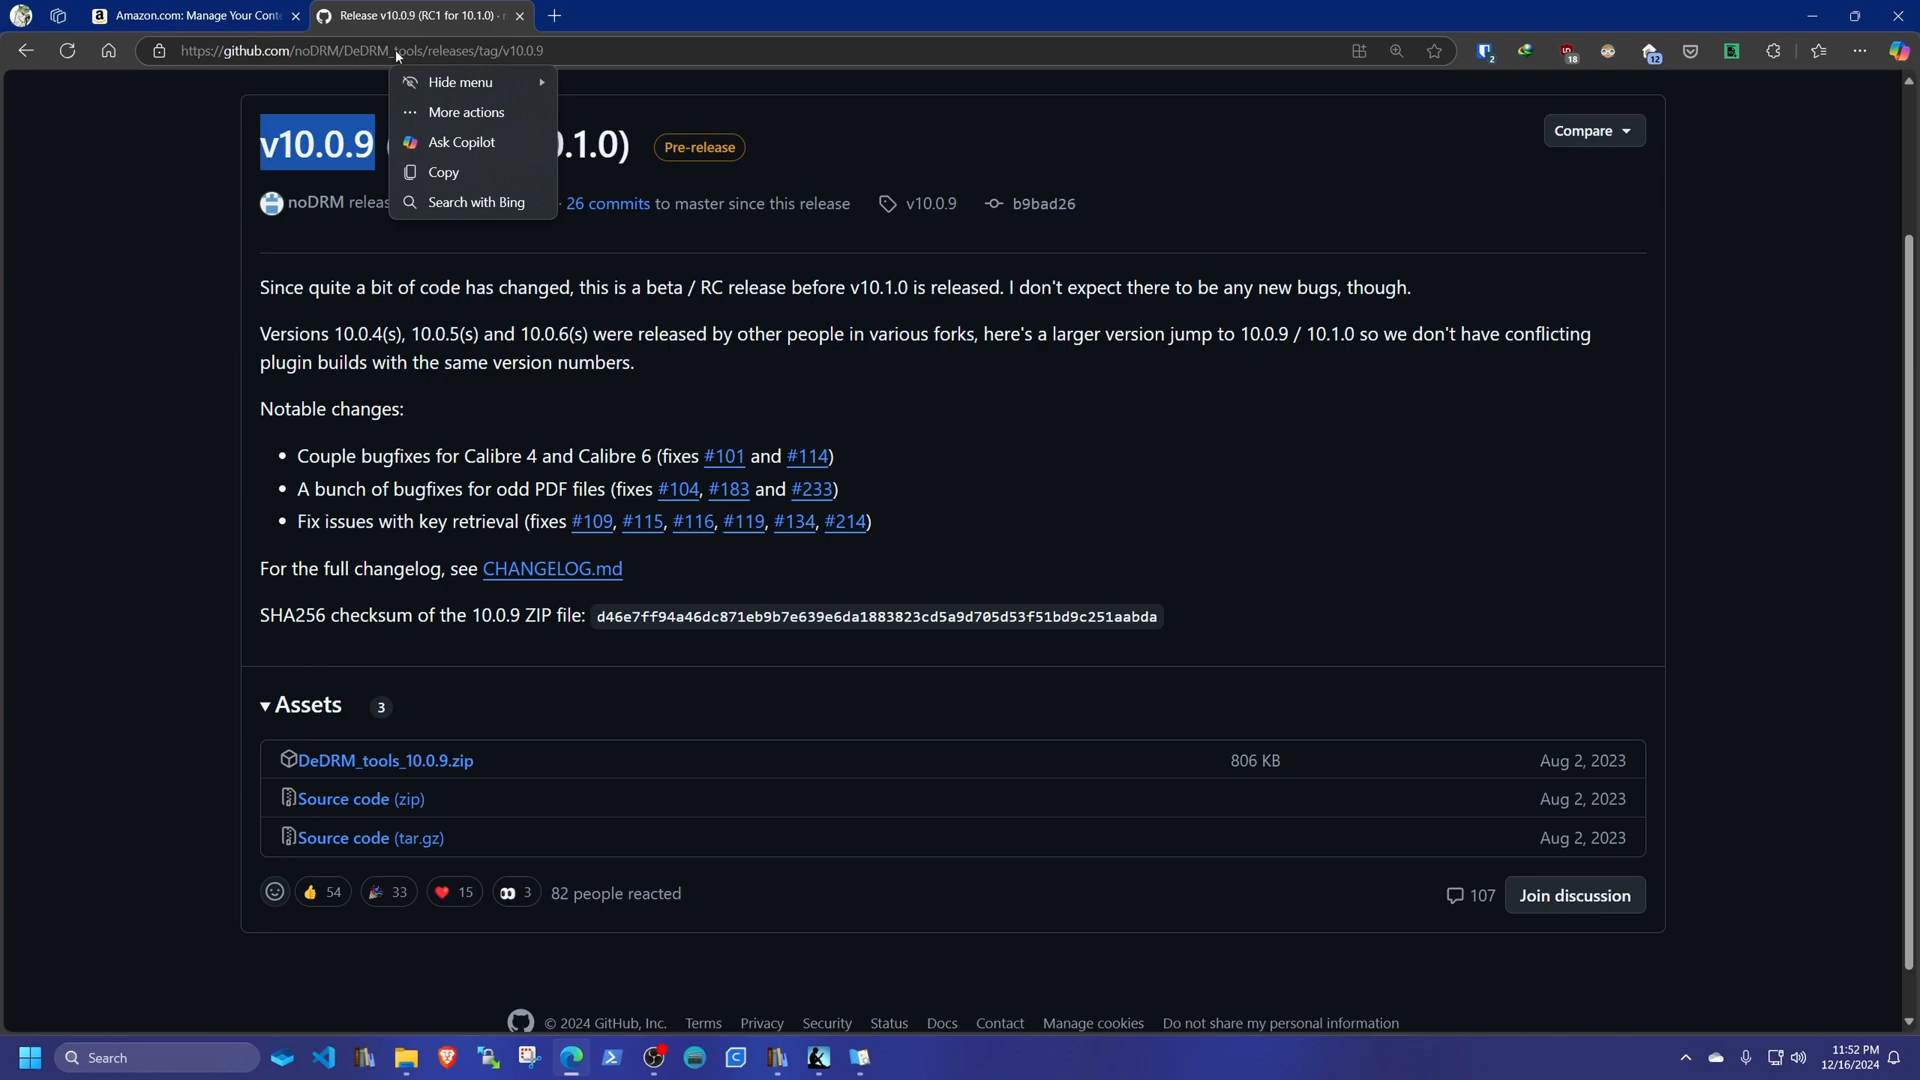 Amazon.com: Manage Your Conte
Release v10.0.9 (RC1 for 10.1.0) ·
https://github.com/noDRM/DeDRM_tools/releases/tag/v10.0.9
2
18
12
Hide menu
More actions
Ask Copilot
Copy
Search with Bing
v10.0.9 ).1.0) Pre-release
Compare
noDRM releas · 26 commits to master since this release v10.0.9 b9bad26
Since quite a bit of code has changed, this is a beta / RC release before v10.1.0 is released. I don't expect there to be any new bugs, though.
Versions 10.0.4(s), 10.0.5(s) and 10.0.6(s) were released by other people in various forks, here's a larger version jump to 10.0.9 / 10.1.0 so we don't have conflicting
plugin builds with the same version numbers.
Notable changes:
• Couple bugfixes for Calibre 4 and Calibre 6 (fixes #101 and #114)
• A bunch of bugfixes for odd PDF files (fixes #104, #183 and #233)
• Fix issues with key retrieval (fixes #109, #115, #116, #119, #134, #214)
For the full changelog, see CHANGELOG.md
SHA256 checksum of the 10.0.9 ZIP file: d46e7ff94a46dc871eb9b7e639e6da1883823cd5a9d705d53f51bd9c251aabda
Assets 3
DeDRM_tools_10.0.9.zip 806 KB Aug 2, 2023
Source code (zip) Aug 2, 2023
Source code (tar.gz) Aug 2, 2023
54 33 15 3 82 people reacted 107 Join discussion
© 2024 GitHub, Inc. Terms Privacy Security Status Docs Contact Manage cookies Do not share my personal information
Search
11:52 PM
12/16/2024